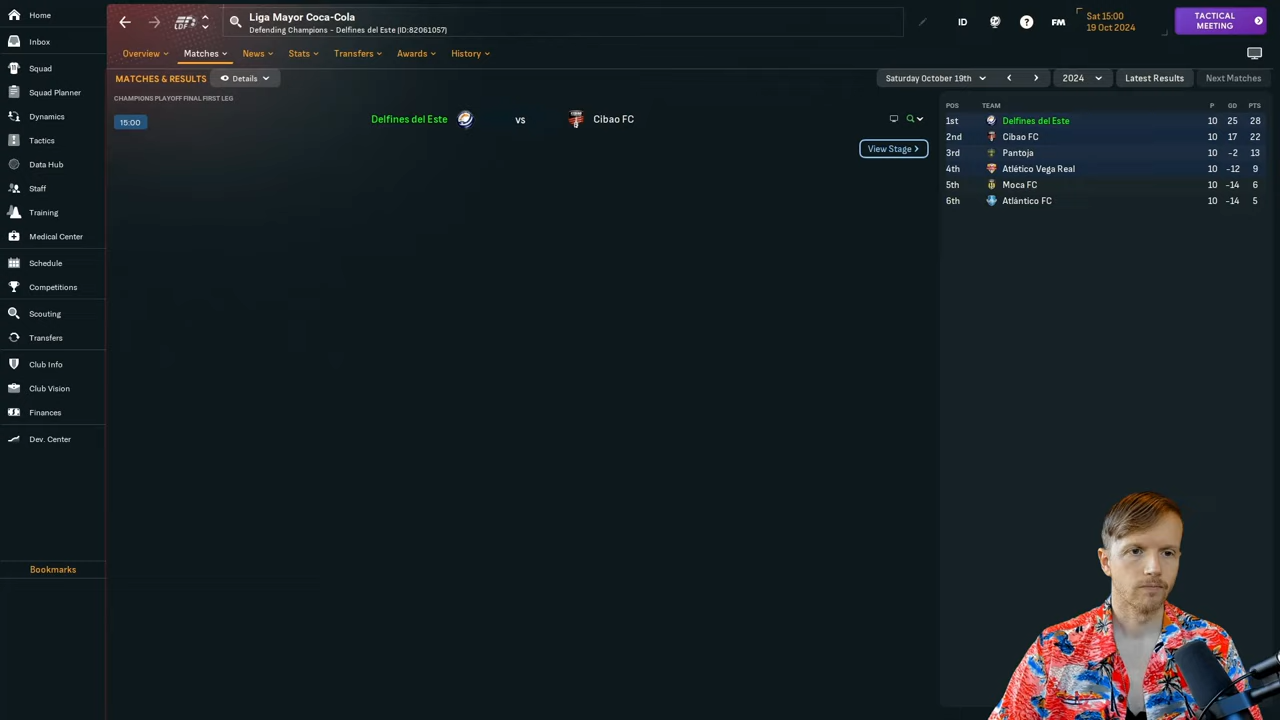 Home
Inbox
Squad
Squad Planner
Dynamics
Tactics
Data Hub
Staff
Training
Medical Center
Schedule
Competitions
Scouting
Transfers
Club Info
Club Vision
Finances
Dev. Center
Bookmarks
Liga Mayor Coca-Cola
Defending Champions - Delfines del Este (ID:82061057)
ID
FM
Sat 15:00
19 Oct 2024
TACTICAL
MEETING
Overview Matches News Stats Transfers Awards History
MATCHES & RESULTS Details
Saturday October 19th 2024 Latest Results Next Matches
CHAMPIONS PLAYOFF FINAL FIRST LEG
15:00 Delfines del Este vs Cibao FC
View Stage >
POS TEAM P GD PTS
1st Delfines del Este 10 25 28
2nd Cibao FC 10 17 22
3rd Pantoja 10 -2 13
4th Atlético Vega Real 10 -12 9
5th Moca FC 10 -14 6
6th Atlántico FC 10 -14 5